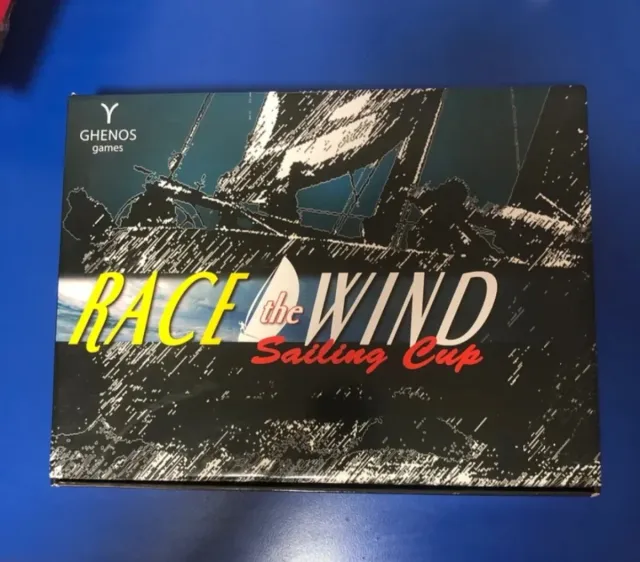 GHENOS
games
RACE the WIND
Sailing Cup